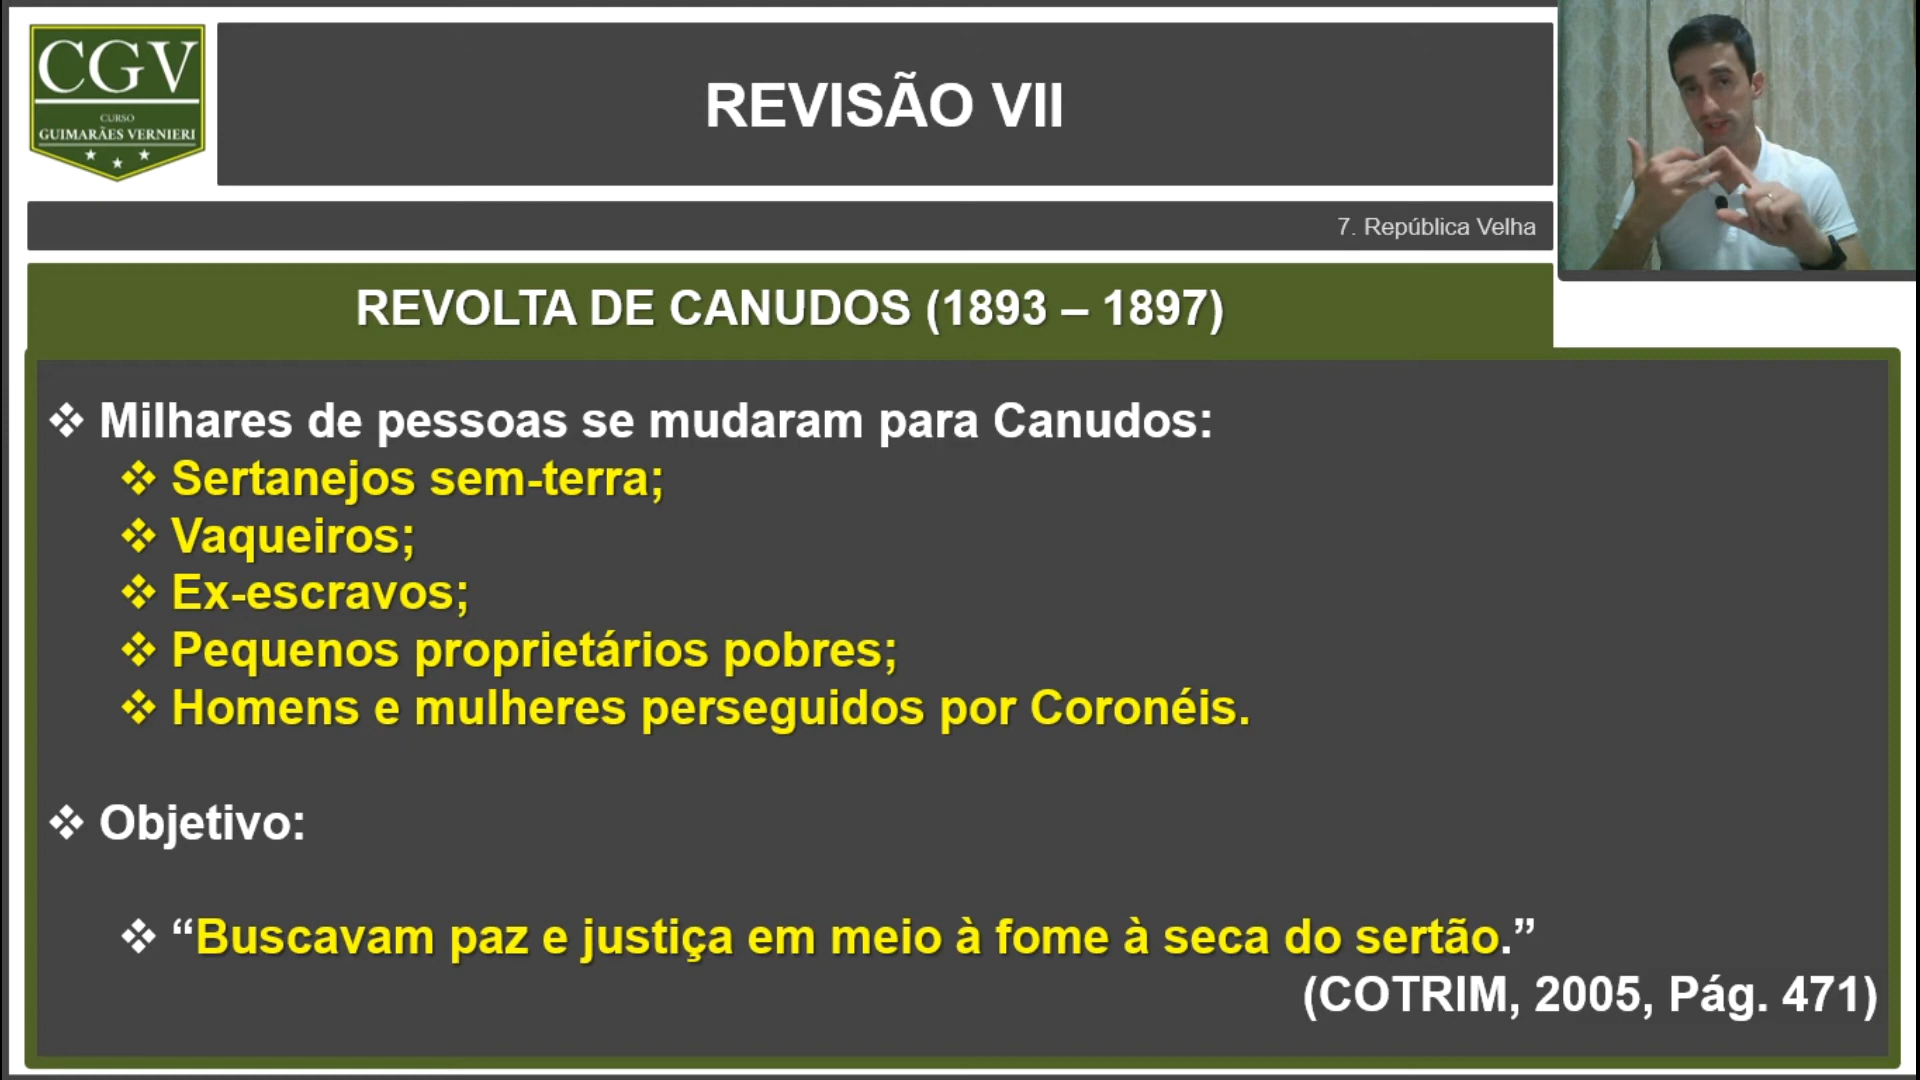 CGV
CURSO
GUIMARÃES VERNIERI
REVISÃO VII
7. República Velha
REVOLTA DE CANUDOS (1893 – 1897)
❖ Milhares de pessoas se mudaram para Canudos:
❖ Sertanejos sem-terra;
❖ Vaqueiros;
❖ Ex-escravos;
❖ Pequenos proprietários pobres;
❖ Homens e mulheres perseguidos por Coronéis.
❖ Objetivo:
❖ “Buscavam paz e justiça em meio à fome à seca do sertão.”
(COTRIM, 2005, Pág. 471)